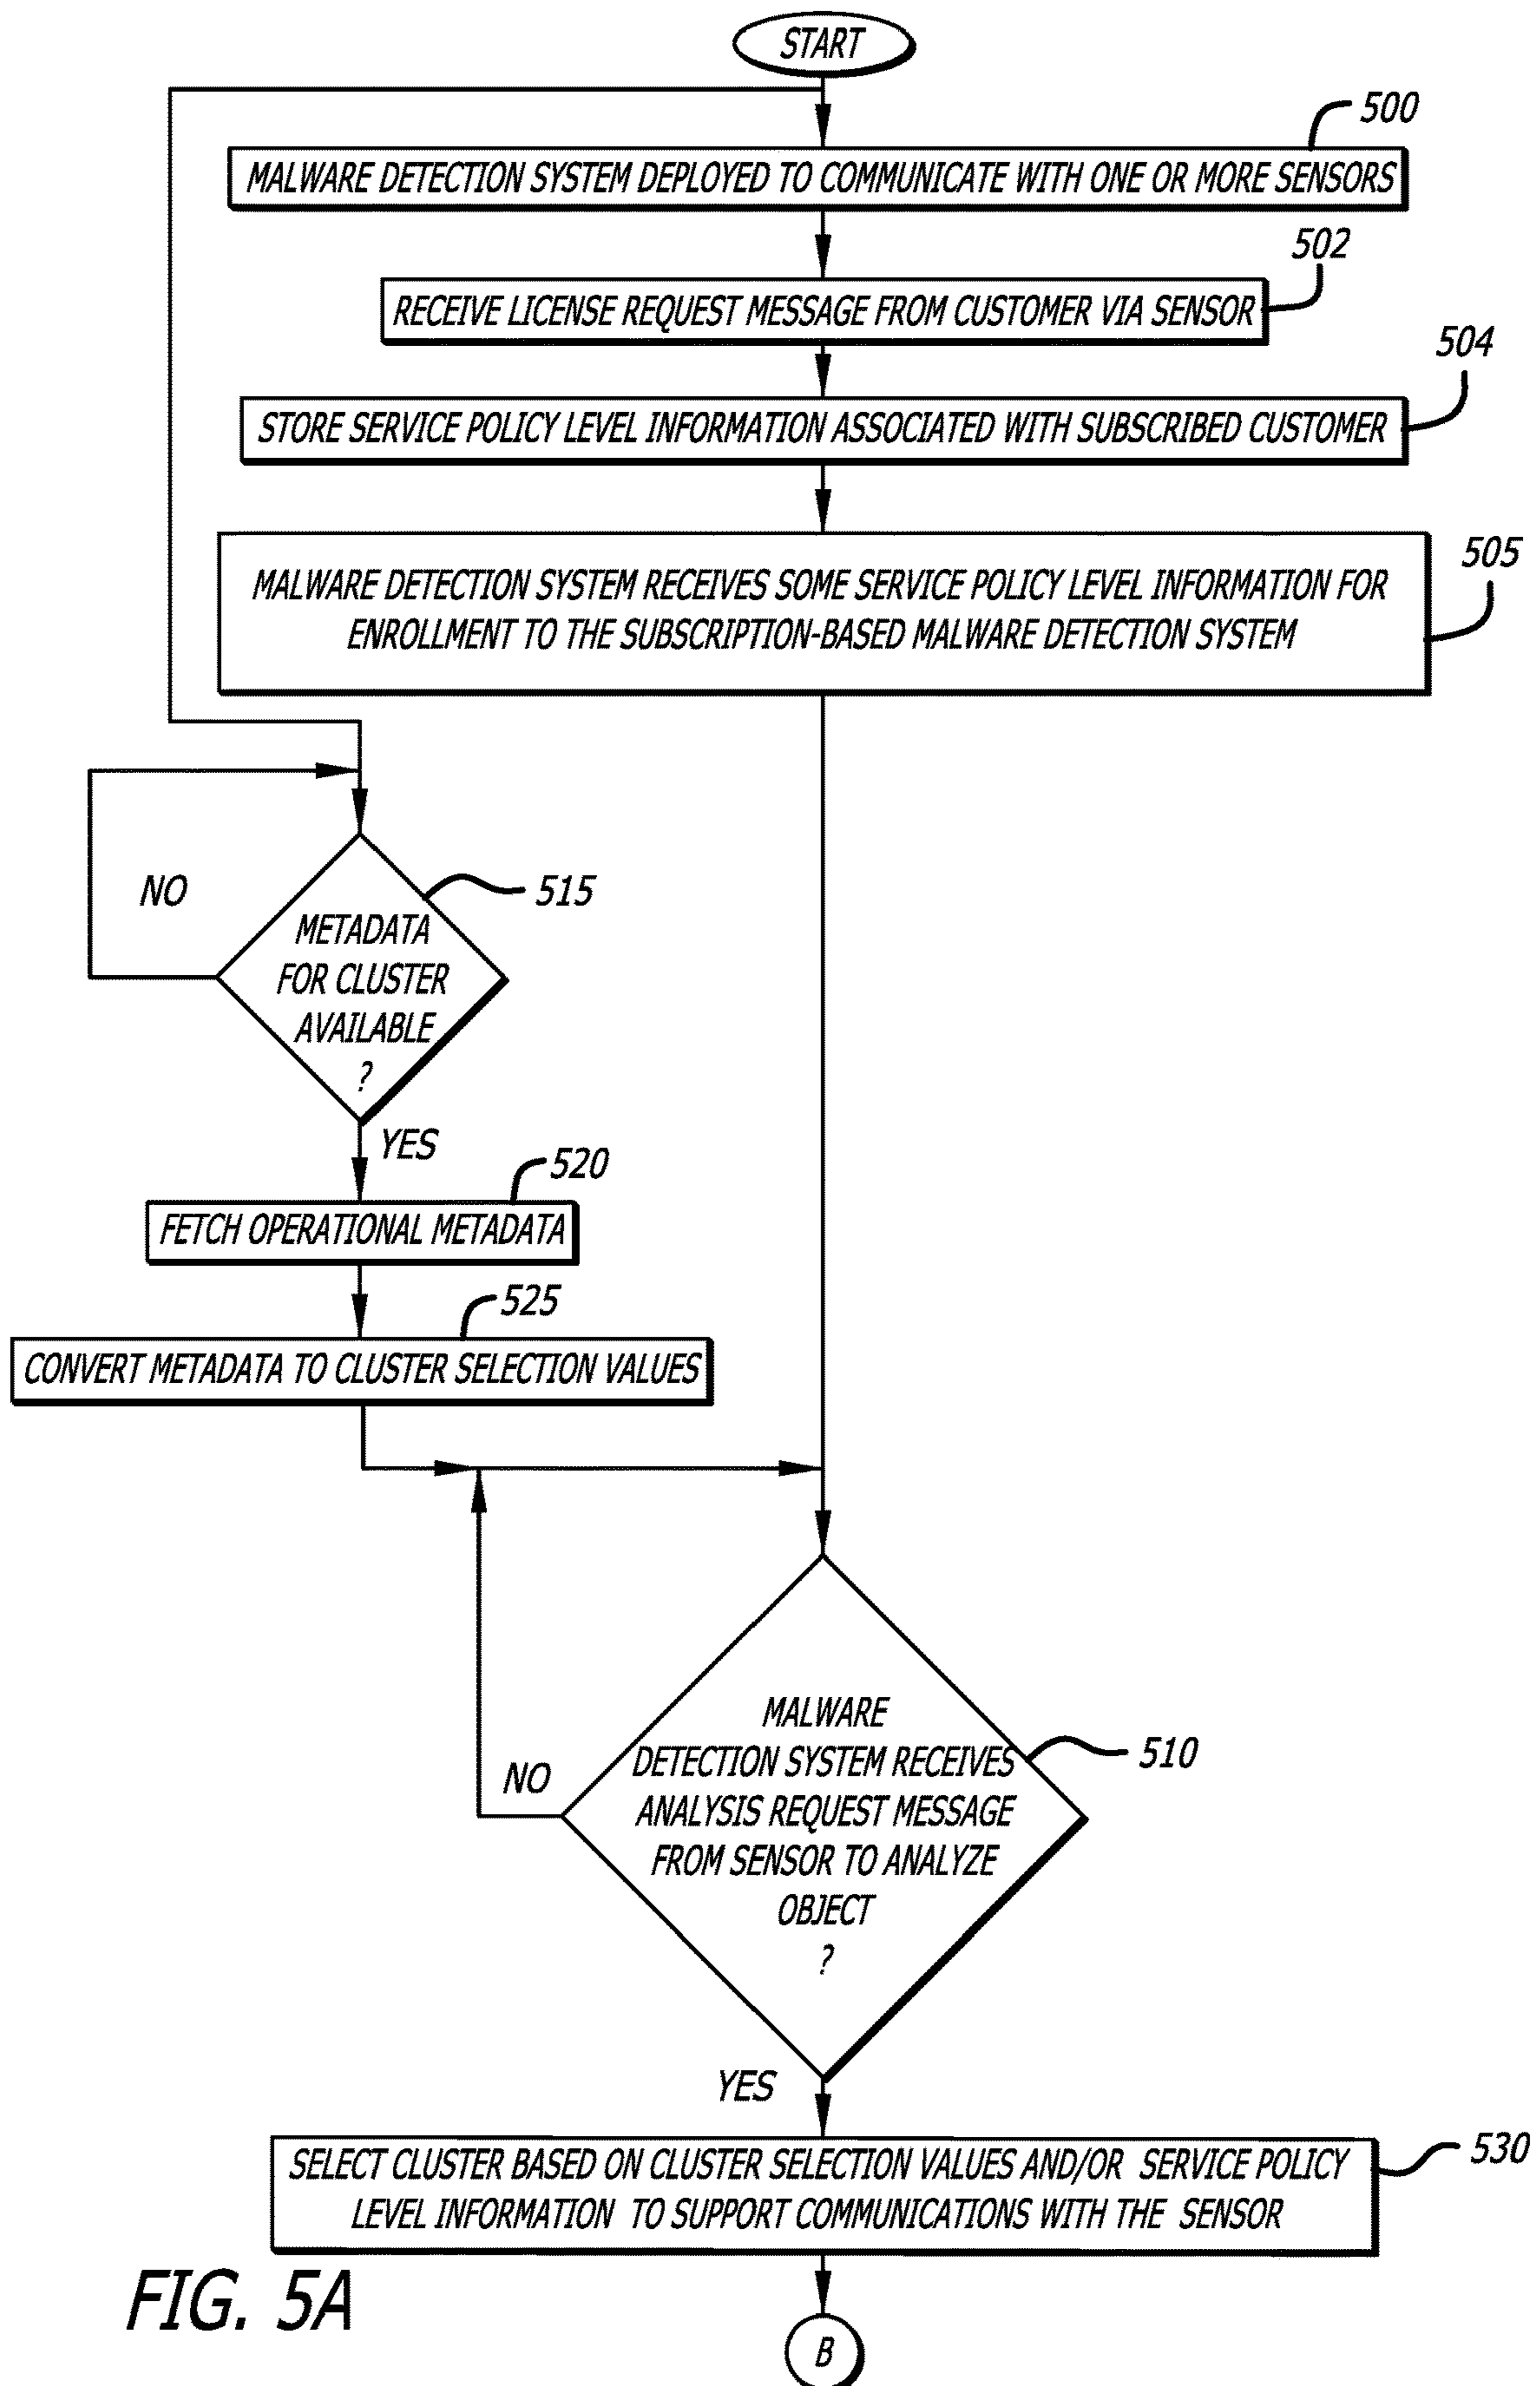 START
500
MALWARE DETECTION SYSTEM DEPLOYED TO COMMUNICATE WITH ONE OR MORE SENSORS
502
RECEIVE LICENSE REQUEST MESSAGE FROM CUSTOMER VIA SENSOR
504
STORE SERVICE POLICY LEVEL INFORMATION ASSOCIATED WITH SUBSCRIBED CUSTOMER
505
MALWARE DETECTION SYSTEM RECEIVES SOME SERVICE POLICY LEVEL INFORMATION FOR
ENROLLMENT TO THE SUBSCRIPTION-BASED MALWARE DETECTION SYSTEM
NO
515
METADATA
FOR CLUSTER
AVAILABLE
?
YES
520
FETCH OPERATIONAL METADATA
525
CONVERT METADATA TO CLUSTER SELECTION VALUES
MALWARE
DETECTION SYSTEM RECEIVES
ANALYSIS REQUEST MESSAGE
FROM SENSOR TO ANALYZE
OBJECT
?
510
NO
YES
530
SELECT CLUSTER BASED ON CLUSTER SELECTION VALUES AND/OR SERVICE POLICY
LEVEL INFORMATION TO SUPPORT COMMUNICATIONS WITH THE SENSOR
FIG. 5A
B